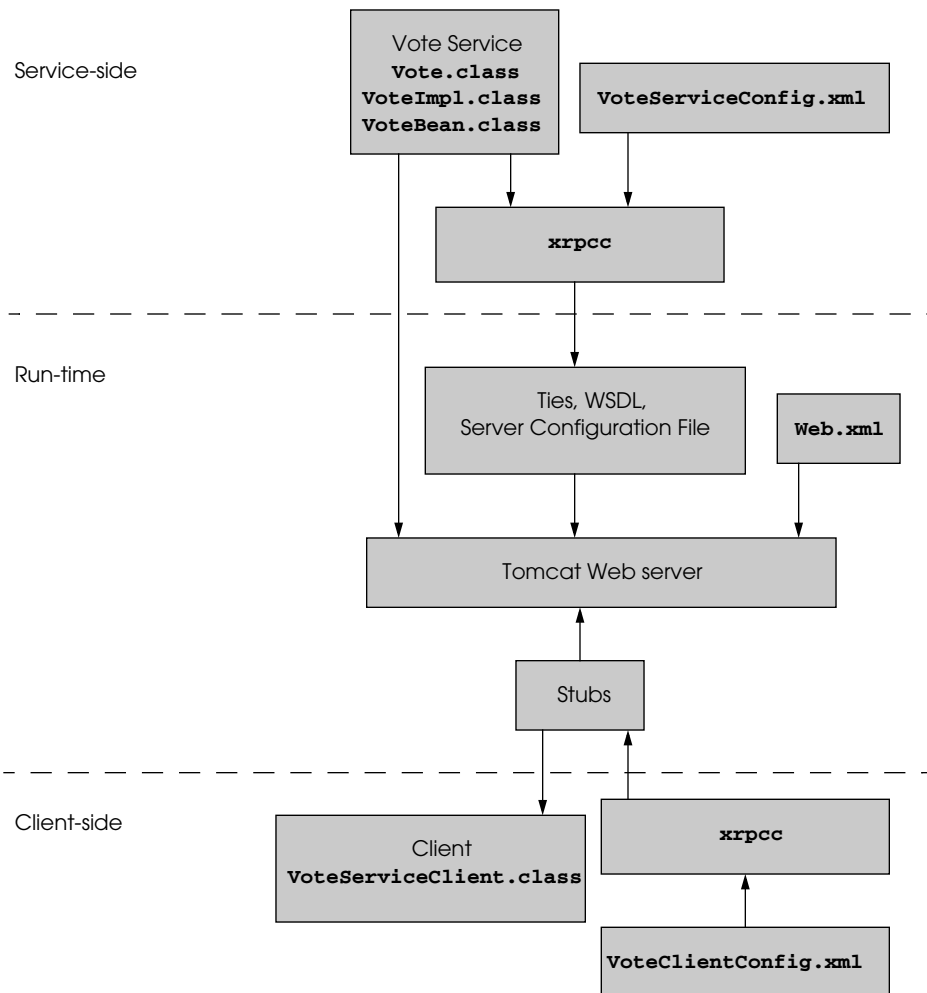 Service-side
Vote Service
Vote.class
VoteImpl.class
VoteBean.class
VoteServiceConfig.xml
xrpcc
Run-time
Ties, WSDL,
Server Configuration File
Web.xml
Tomcat Web server
Stubs
Client-side
Client
VoteServiceClient.class
xrpcc
VoteClientConfig.xml